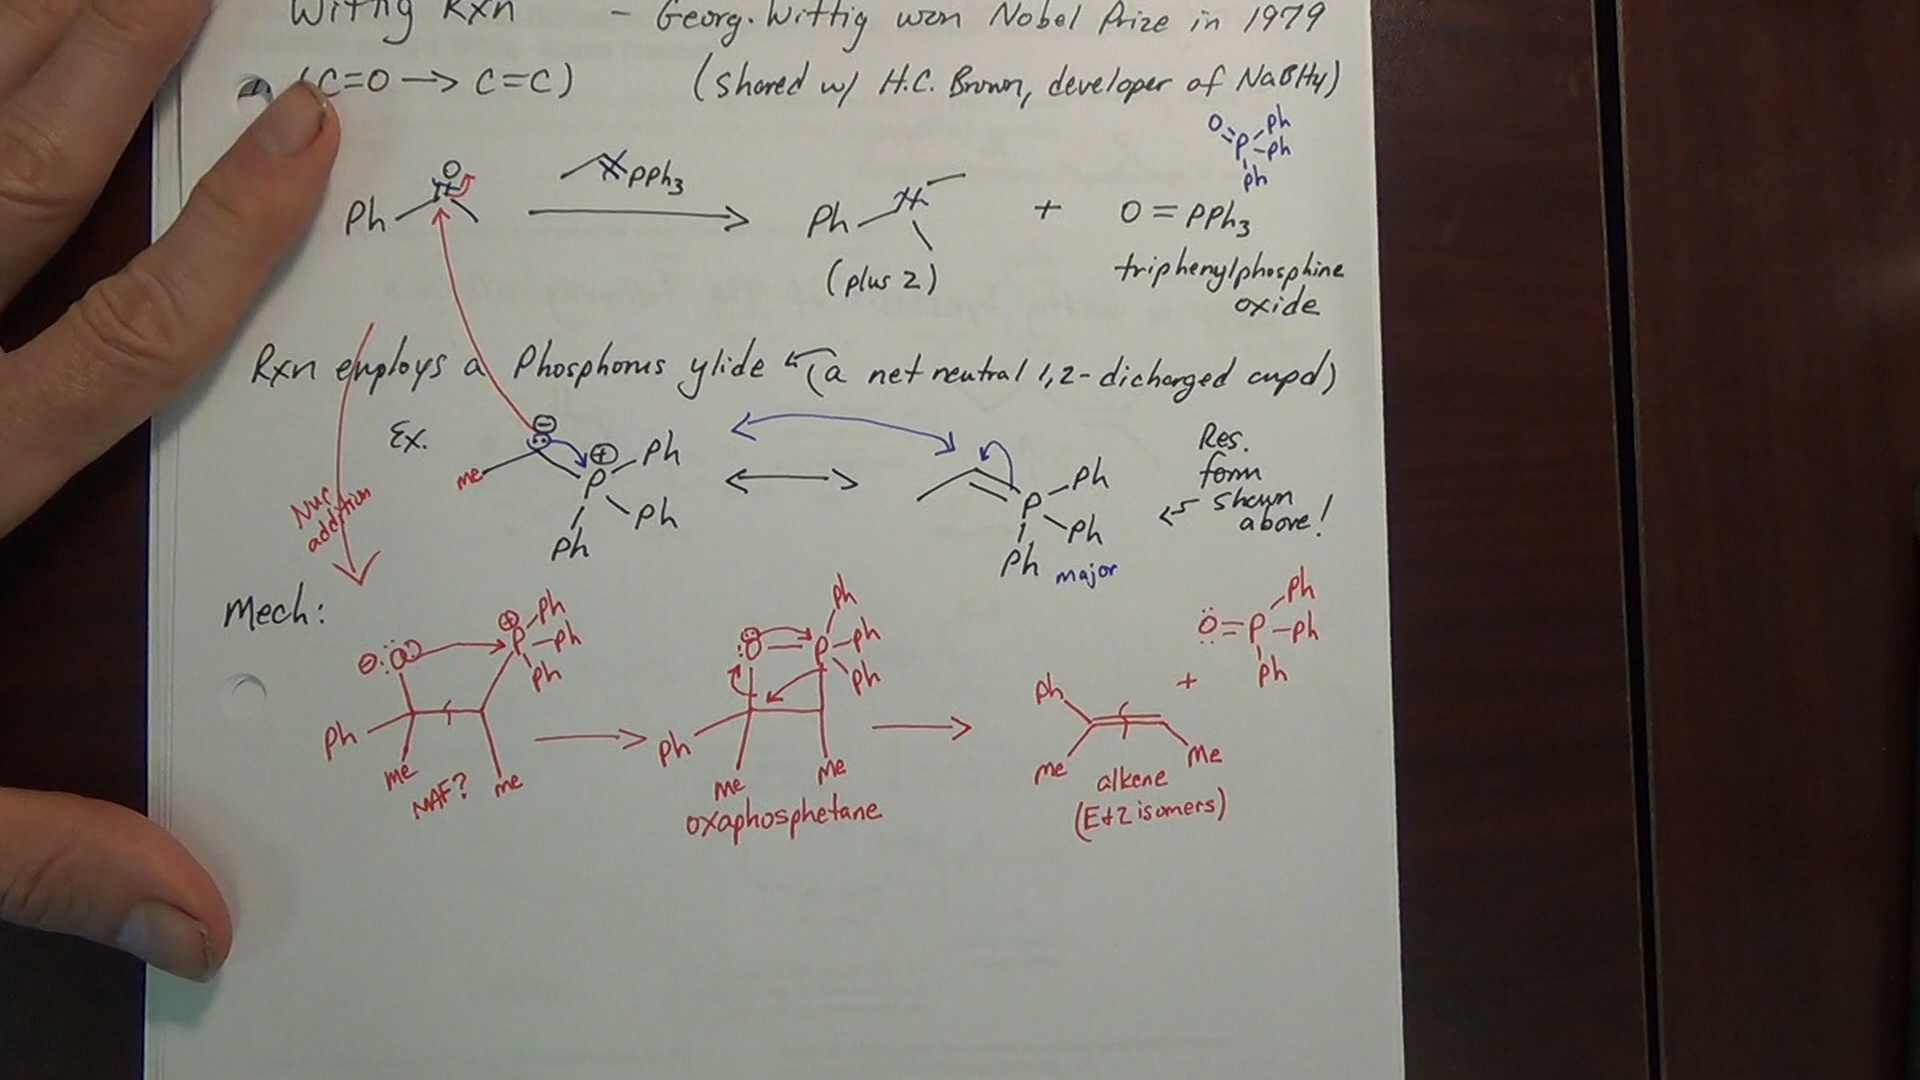 Wittig Rxn - Georg. Wittig won Nobel Prize in 1979
(C=O → C=C) (shared w/ H.C. Brown, developer of NaBH4)
O=P Ph Ph Ph
Ph O PPh3 Ph + O=PPh3
(plus Z) triphenylphosphine
oxide
Rxn employs a Phosphorus ylide (a net neutral 1,2-dicharged cmpd)
Ex. Me ⊖ ⊕ P Ph Ph Ph ↔ P Ph Ph Ph
major
Res.
form
shown
above!
Nuc
addition
Mech:
⊖ O ⊕ P Ph Ph Ph
Ph Me Me
NAF?
O P Ph Ph Ph
Ph Me Me
oxaphosphetane
Ph Me Me
alkene
(E+Z isomers)
+ O=P Ph Ph Ph